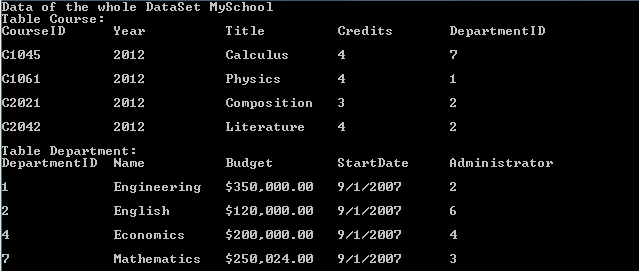 Data of the whole DataSet MySchool
Table Course:
CourseID Year Title Credits DepartmentID
C1045 2012 Calculus 4 7
C1061 2012 Physics 4 1
C2021 2012 Composition 3 2
C2042 2012 Literature 4 2
Table Department:
DepartmentID Name Budget StartDate Administrator
1 Engineering $350,000.00 9/1/2007 2
2 English $120,000.00 9/1/2007 6
4 Economics $200,000.00 9/1/2007 4
7 Mathematics $250,024.00 9/1/2007 3